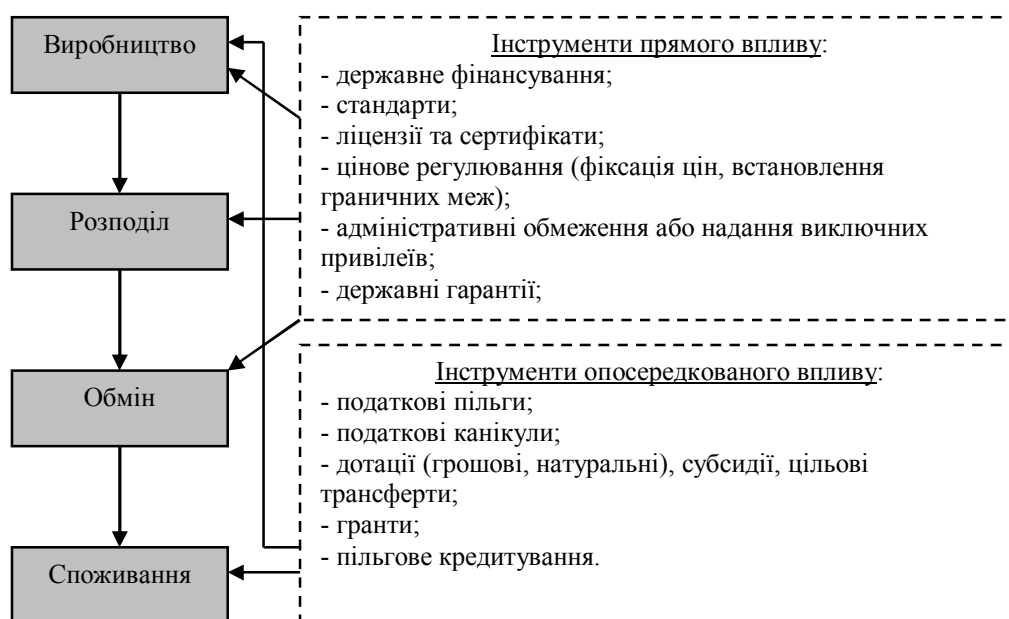 Виробництво
Розподіл
Обмін
Споживання
Інструменти прямого впливу:
- державне фінансування;
- стандарти;
- ліцензії та сертифікати;
- цінове регулювання (фіксація цін, встановлення
граничних меж);
- адміністративні обмеження або надання виключних
привілеїв;
- державні гарантії;
Інструменти опосередкованого впливу:
- податкові пільги;
- податкові канікули;
- дотації (грошові, натуральні), субсидії, цільові
трансферти;
- гранти;
- пільгове кредитування.